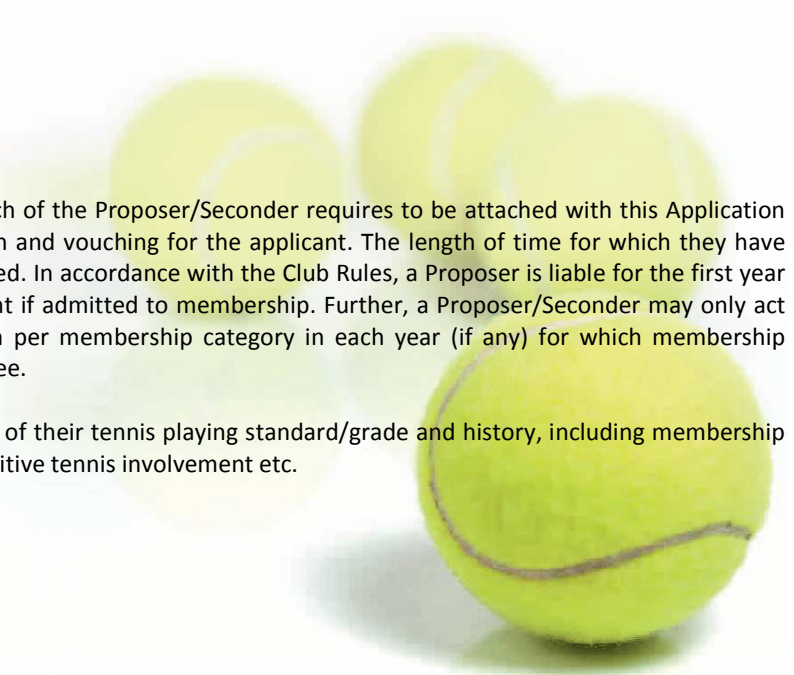 ch of the Proposer/Seconder requires to be attached with this Application
n and vouching for the applicant. The length of time for which they have
ed. In accordance with the Club Rules, a Proposer is liable for the first year
nt if admitted to membership. Further, a Proposer/Seconder may only act
n per membership category in each year (if any) for which membership
ee.
of their tennis playing standard/grade and history, including membership
itive tennis involvement etc.